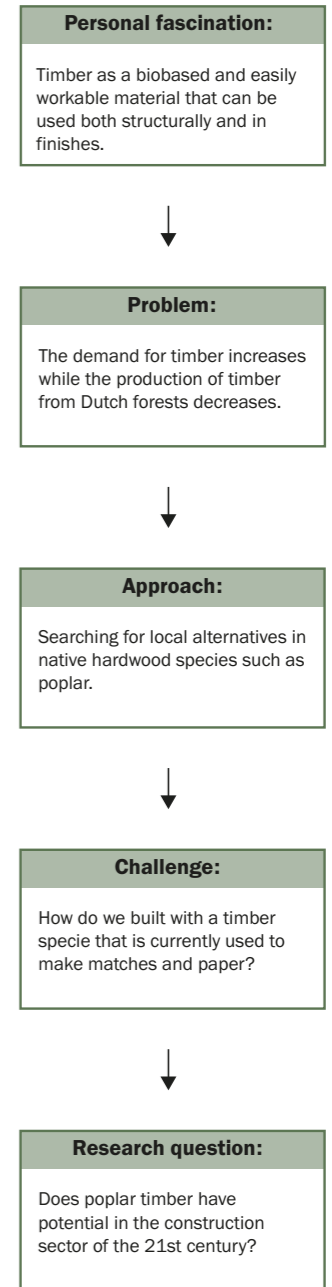 Personal fascination:
Timber as a biobased and easily
workable material that can be
used both structurally and in
finishes.
Problem:
The demand for timber increases
while the production of timber
from Dutch forests decreases.
Approach:
Searching for local alternatives in
native hardwood species such as
poplar.
Challenge:
How do we built with a timber
specie that is currently used to
make matches and paper?
Research question:
Does poplar timber have
potential in the construction
sector of the 21st century?